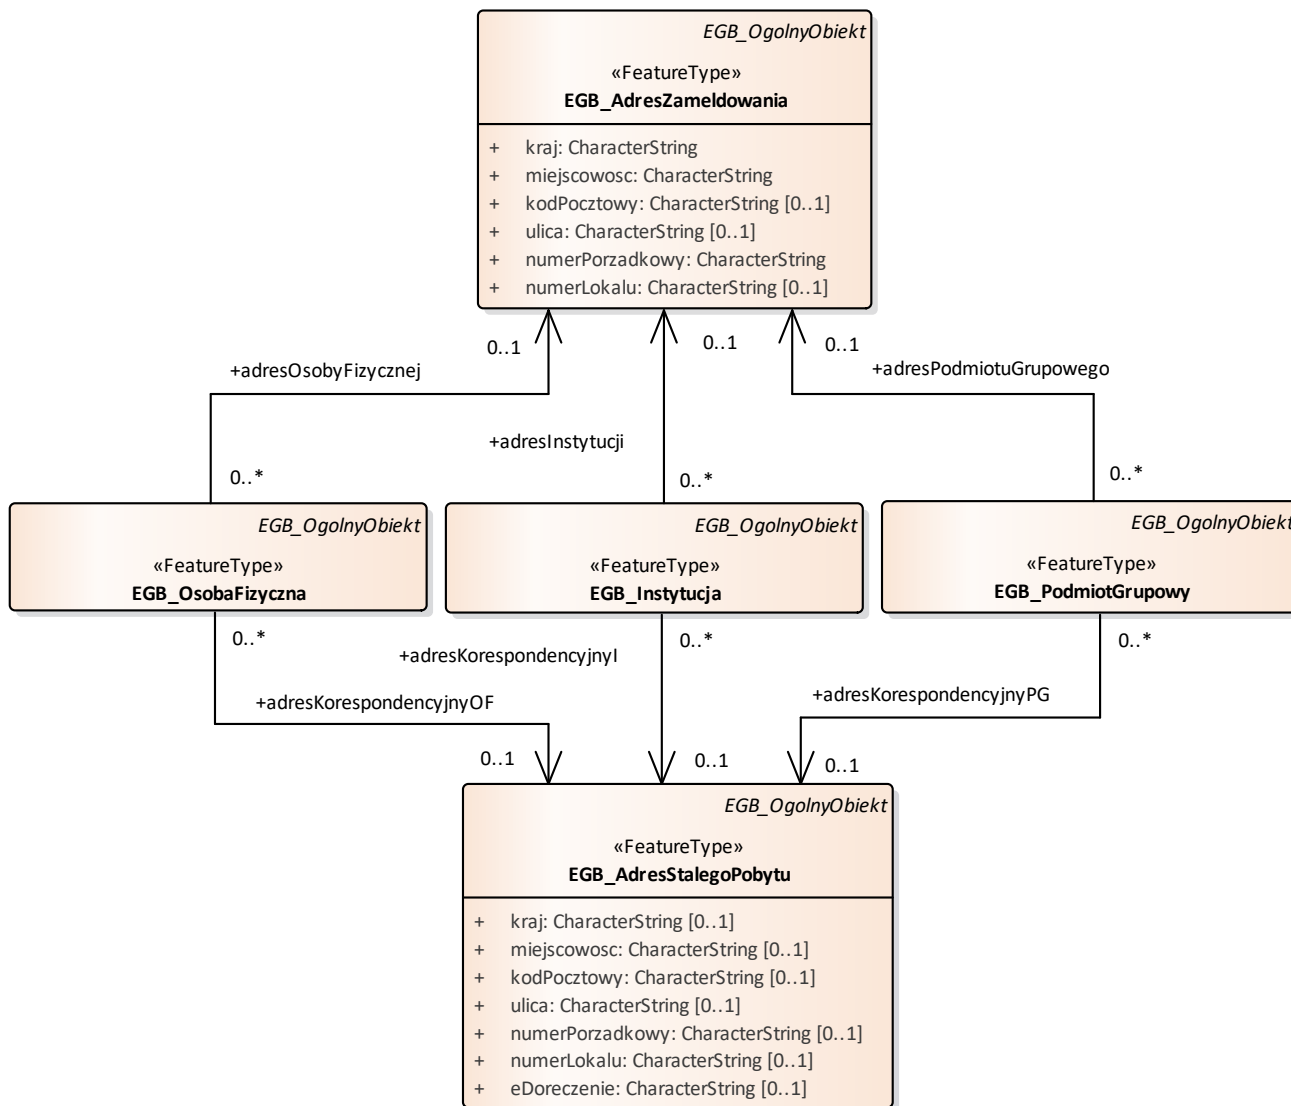 EGB_OgolnyObiekt
«FeatureType»
EGB_AdresZameldowania
+ kraj: CharacterString
+ miejscowosc: CharacterString
+ kodPocztowy: CharacterString [0..1]
+ ulica: CharacterString [0..1]
+ numerPorzadkowy: CharacterString
+ numerLokalu: CharacterString [0..1]
0..1
0..1
0..1
+adresOsobyFizycznej
+adresPodmiotuGrupowego
+adresInstytucji
0..*
0..*
0..*
EGB_OgolnyObiekt
«FeatureType»
EGB_OsobaFizyczna
EGB_OgolnyObiekt
«FeatureType»
EGB_Instytucja
EGB_OgolnyObiekt
«FeatureType»
EGB_PodmiotGrupowy
0..*
0..*
0..*
+adresKorespondencyjnyI
+adresKorespondencyjnyOF
+adresKorespondencyjnyPG
0..1
0..1
0..1
EGB_OgolnyObiekt
«FeatureType»
EGB_AdresStalegoPobytu
+ kraj: CharacterString [0..1]
+ miejscowosc: CharacterString [0..1]
+ kodPocztowy: CharacterString [0..1]
+ ulica: CharacterString [0..1]
+ numerPorzadkowy: CharacterString [0..1]
+ numerLokalu: CharacterString [0..1]
+ eDoreczenie: CharacterString [0..1]